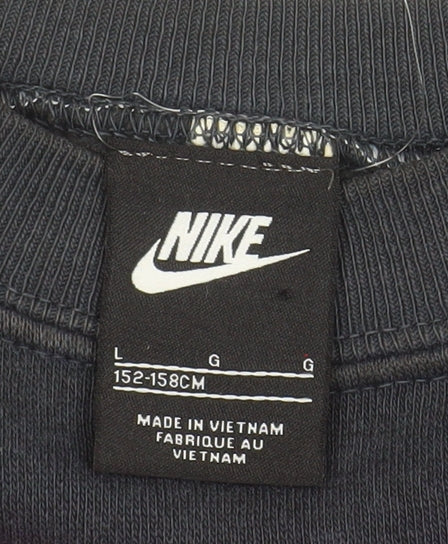 NIKE
L G G
152-158CM
MADE IN VIETNAM
FABRIQUE AU
VIETNAM